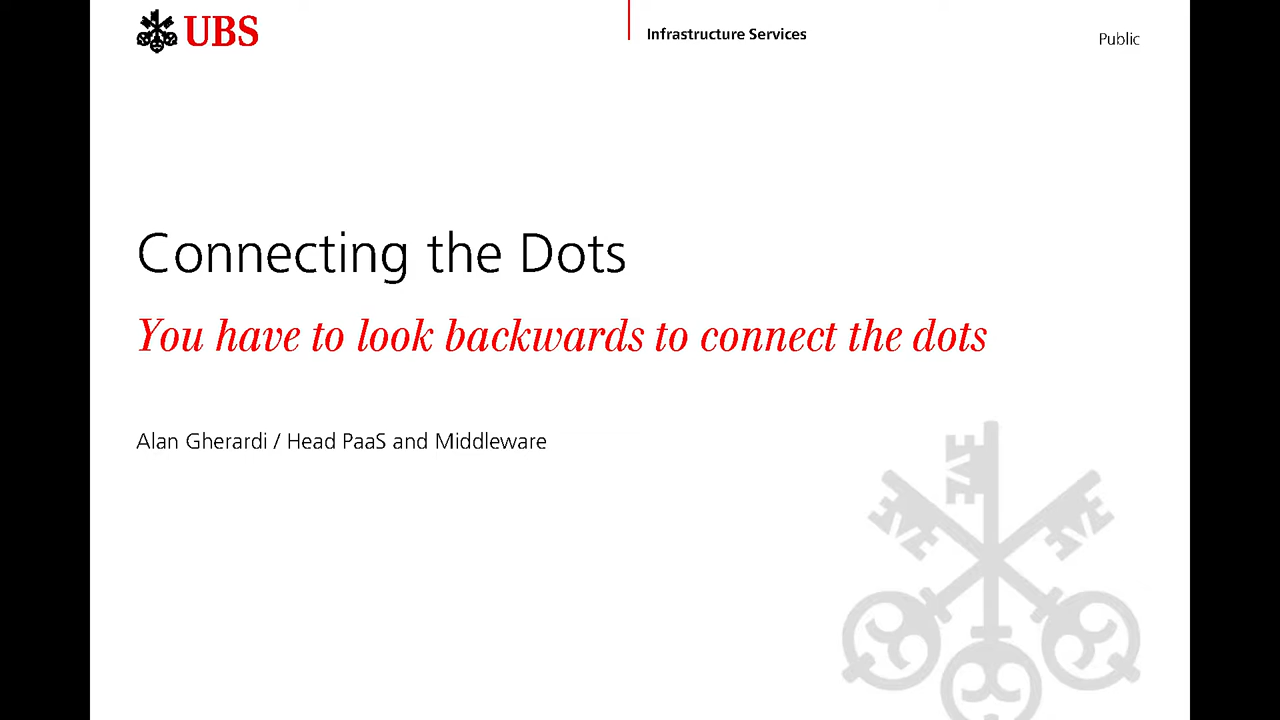 UBS
Infrastructure Services
Public
Connecting the Dots
You have to look backwards to connect the dots
Alan Gherardi / Head PaaS and Middleware